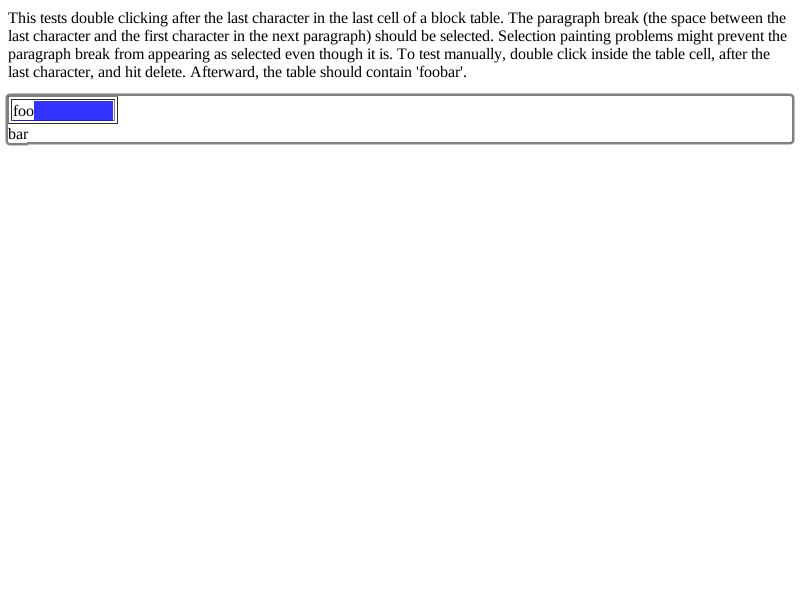 This tests double clicking after the last character in the last cell of a block table. The paragraph break (the space between the
last character and the first character in the next paragraph) should be selected. Selection painting problems might prevent the
paragraph break from appearing as selected even though it is. To test manually, double click inside the table cell, after the
last character, and hit delete. Afterward, the table should contain 'foobar'.
foo
bar